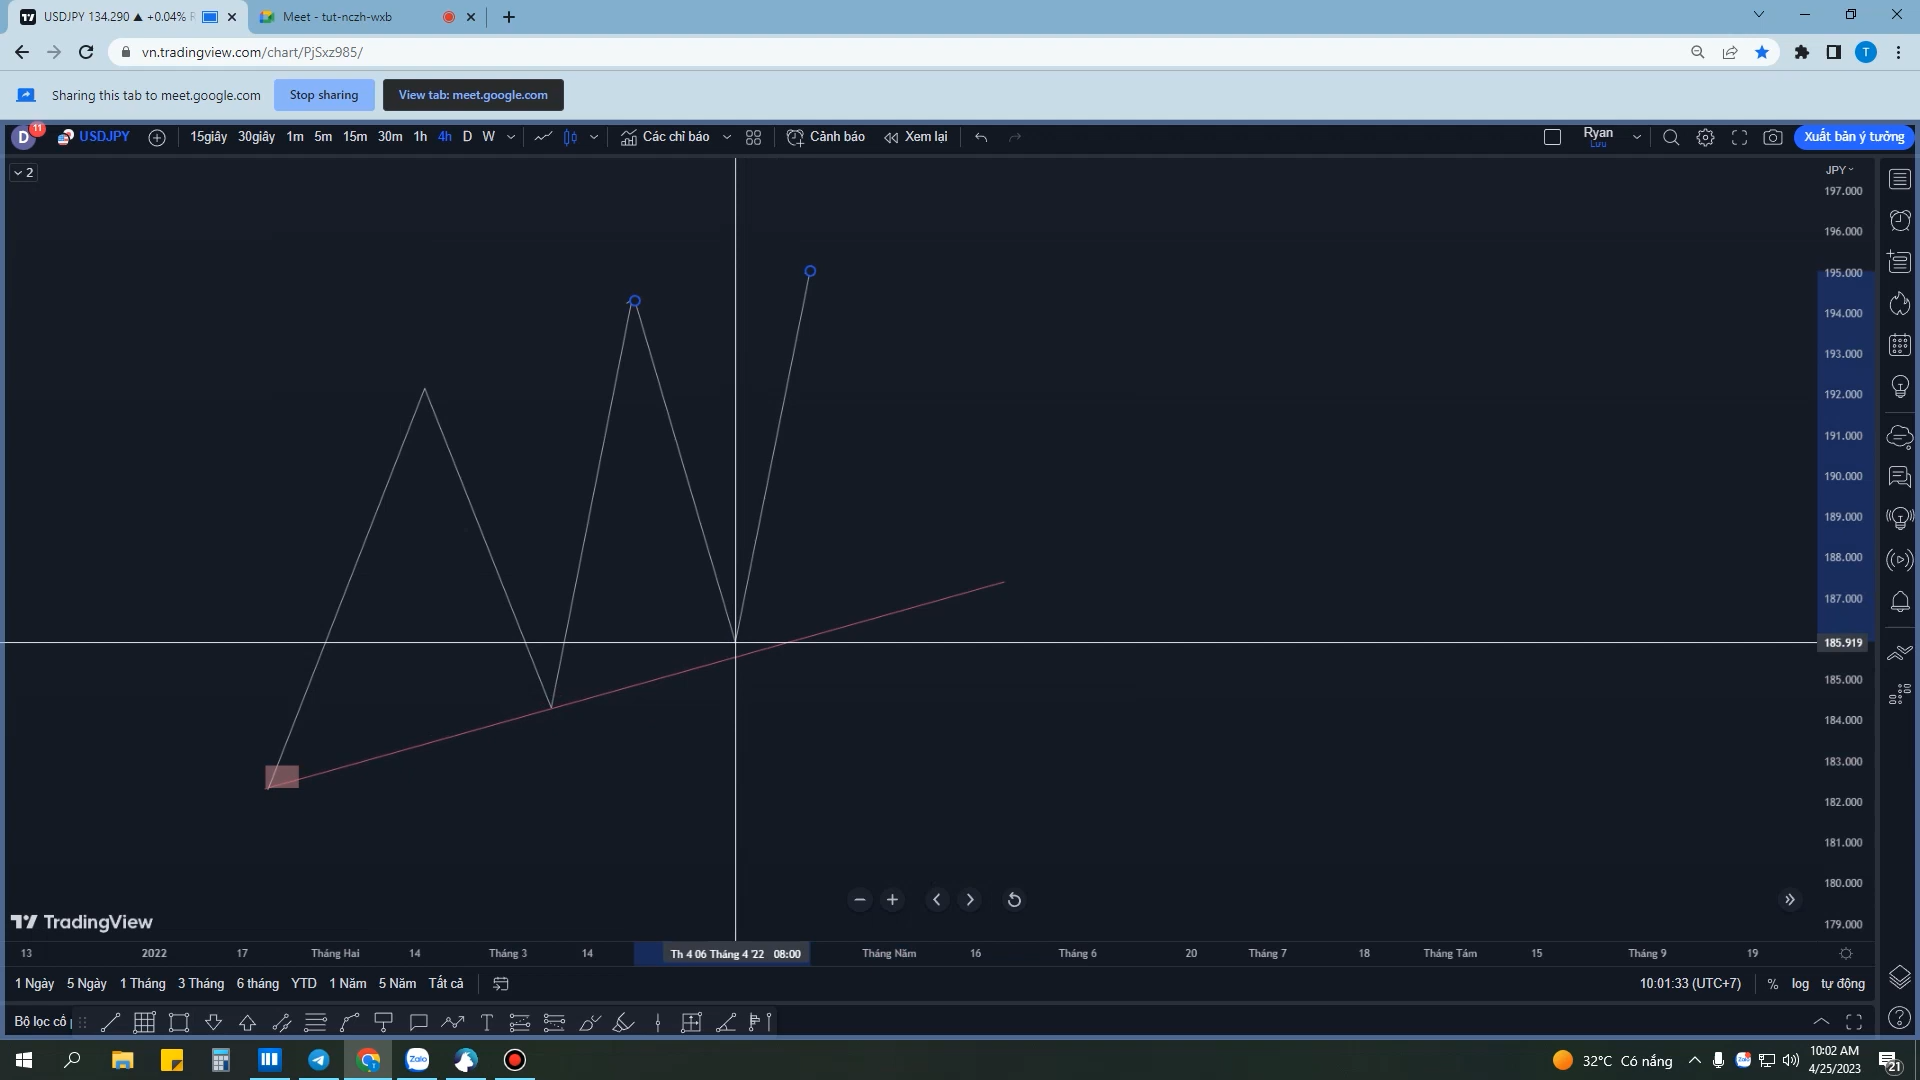 USDJPY 134.290 ▲ +0.04%
Meet - tut-nczh-wxb
vn.tradingview.com/chart/PjSxz985/
T
Sharing this tab to meet.google.com
Stop sharing
View tab: meet.google.com
D 11 USDJPY 15giây 30giây 1m 5m 15m 30m 1h 4h D W Các chỉ báo Cảnh báo Xem lại Ryan Lưu Xuất bản ý tưởng
2
JPY
197.000
196.000
195.000
194.000
193.000
192.000
191.000
190.000
189.000
188.000
187.000
185.919
185.000
184.000
183.000
182.000
181.000
180.000
179.000
TradingView
13 2022 17 Tháng Hai 14 Tháng 3 14 Th 4 06 Tháng 4 '22 08:00 Tháng Năm 16 Tháng 6 20 Tháng 7 18 Tháng Tám 15 Tháng 9 19
1 Ngày 5 Ngày 1 Tháng 3 Tháng 6 tháng YTD 1 Năm 5 Năm Tất cả 10:01:33 (UTC+7) % log tự động
Bộ lọc cổ
Zalo
32°C Có nắng
10:02 AM
4/25/2023
21